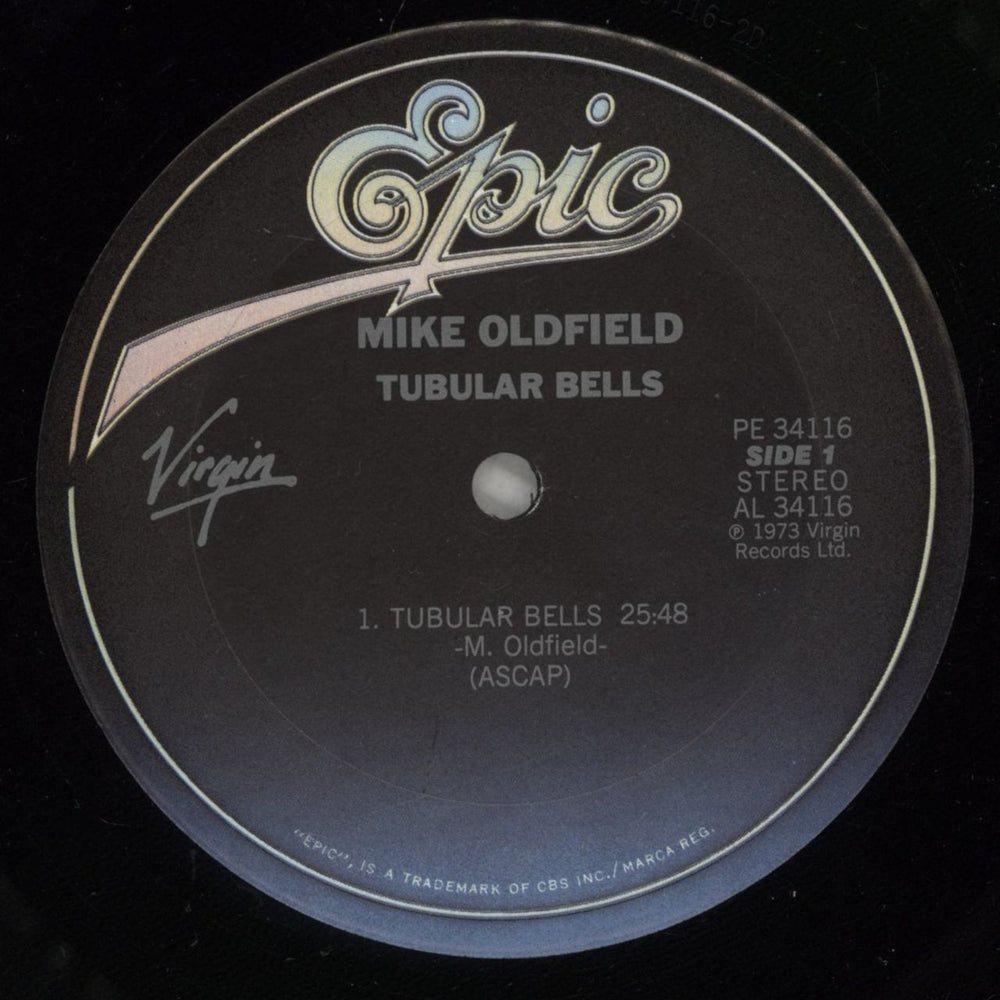 Epic
MIKE OLDFIELD
TUBULAR BELLS
Virgin
PE 34116
SIDE 1
STEREO
AL 34116
℗ 1973 Virgin
Records Ltd.
1. TUBULAR BELLS 25:48
-M. Oldfield-
(ASCAP)
"EPIC", IS A TRADEMARK OF CBS INC./MARCA REG.